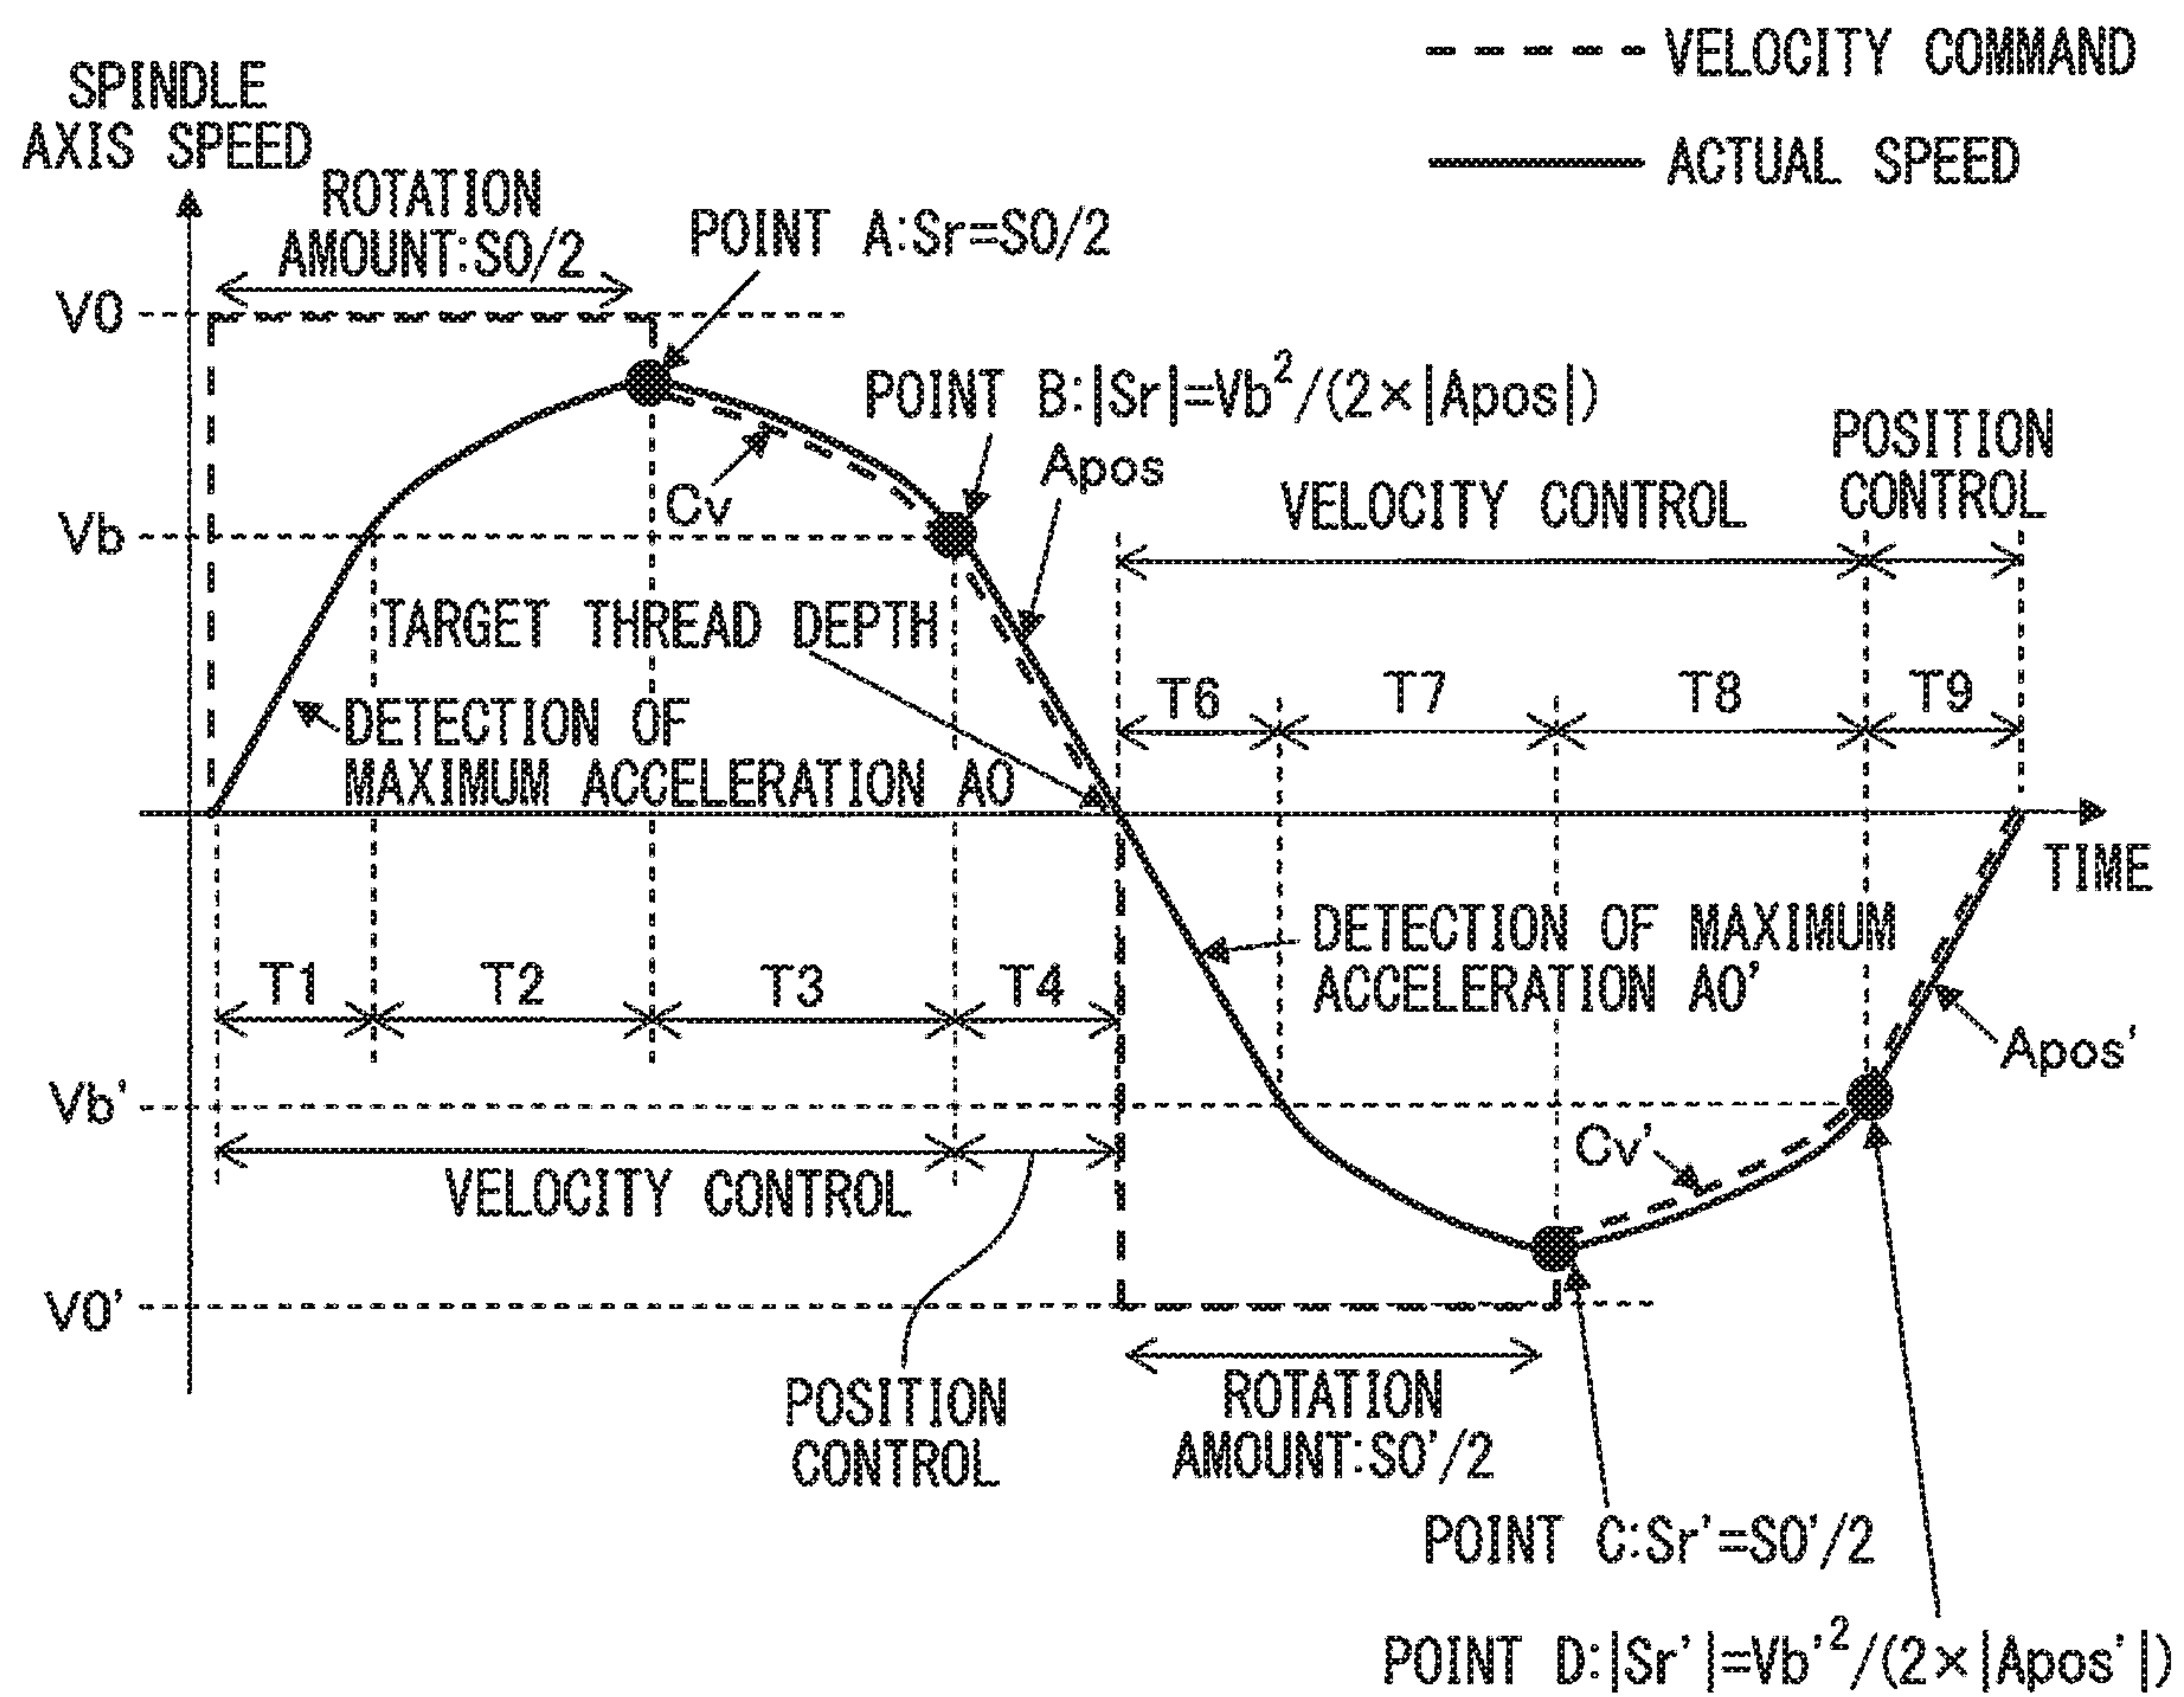 VELOCITY COMMAND
ACTUAL SPEED
SPINDLE
AXIS SPEED
ROTATION
AMOUNT:S0/2
POINT A:Sr=S0/2
V0
POINT B:|Sr|=Vb²/(2×|Apos|)
Apos
Cv
Vb
VELOCITY CONTROL
POSITION
CONTROL
TARGET THREAD DEPTH
DETECTION OF
MAXIMUM ACCELERATION A0
T6
T7
T8
T9
TIME
DETECTION OF MAXIMUM
ACCELERATION A0'
T1
T2
T3
T4
Apos'
Vb'
Cv'
VELOCITY CONTROL
V0'
POSITION
CONTROL
ROTATION
AMOUNT:S0'/2
POINT C:Sr'=S0'/2
POINT D:|Sr'|=Vb'²/(2×|Apos'|)